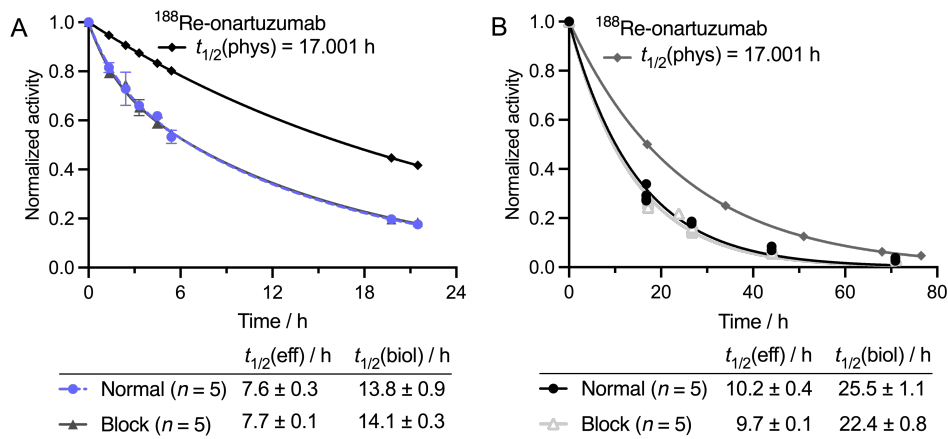 A
188Re-onartuzumab
t1/2(phys) = 17.001 h
Normalized activity
1.0
0.8
0.6
0.4
0.2
0.0
0
6
12
18
24
Time / h
t1/2(eff) / h t1/2(biol) / h
Normal (n = 5) 7.6 ± 0.3 13.8 ± 0.9
Block (n = 5) 7.7 ± 0.1 14.1 ± 0.3
B
188Re-onartuzumab
t1/2(phys) = 17.001 h
Normalized activity
1.0
0.8
0.6
0.4
0.2
0.0
0
20
40
60
80
Time / h
t1/2(eff) / h t1/2(biol) / h
Normal (n = 5) 10.2 ± 0.4 25.5 ± 1.1
Block (n = 5) 9.7 ± 0.1 22.4 ± 0.8